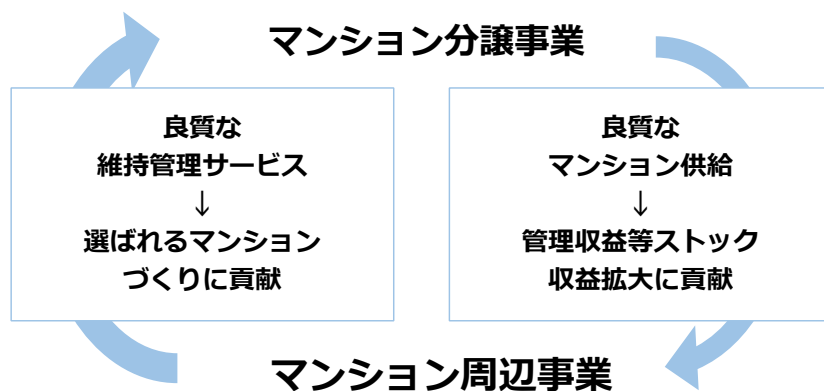 マンション分譲事業
良質な
維持管理サービス
↓
選ばれるマンション
づくりに貢献
良質な
マンション供給
↓
管理収益等ストック
収益拡大に貢献
マンション周辺事業